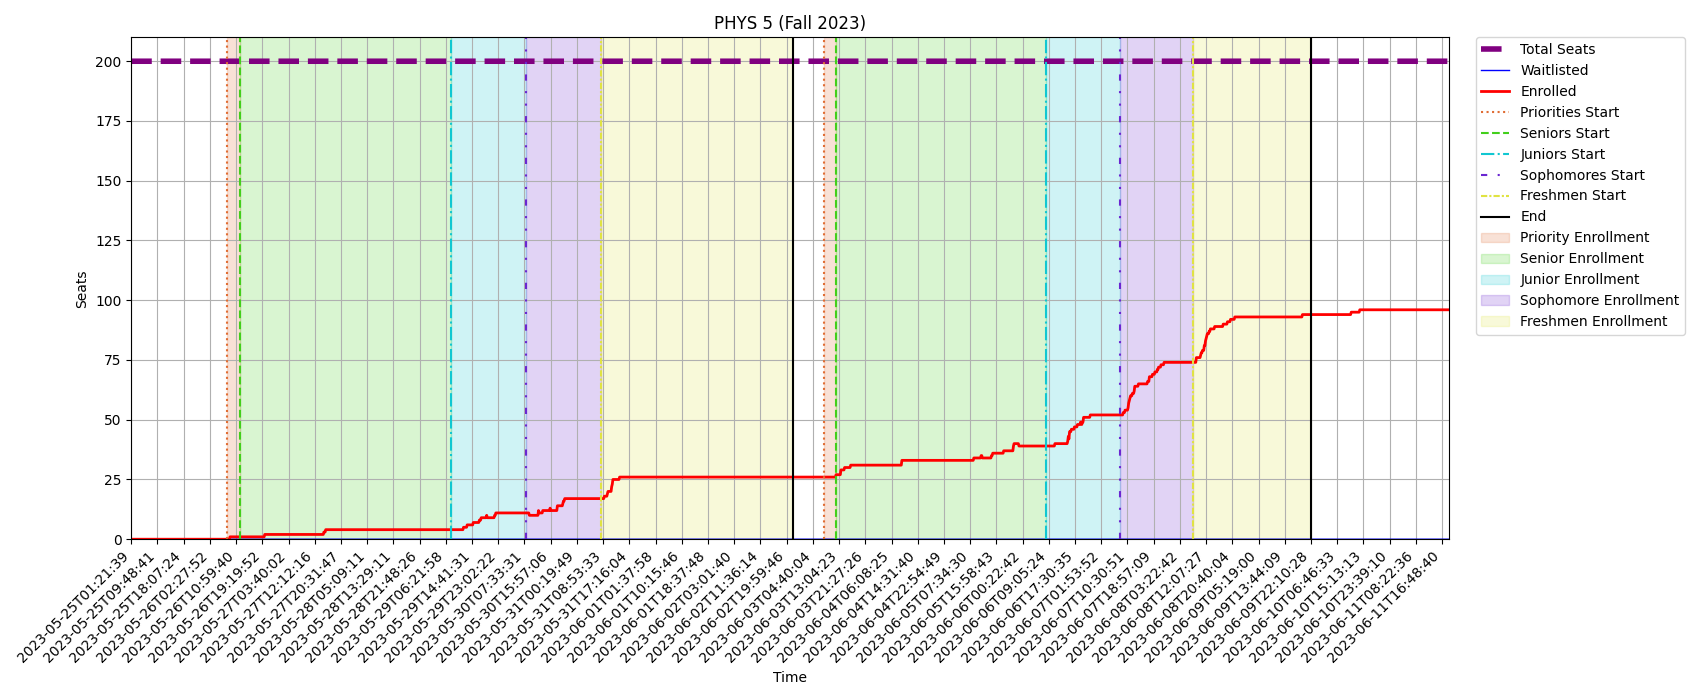 PHYS 5 (Fall 2023)
Seats
200
175
150
125
100
75
50
25
0
2023-05-25T01:21:39
2023-05-25T09:48:41
2023-05-25T18:07:24
2023-05-26T02:27:52
2023-05-26T10:59:40
2023-05-26T19:19:52
2023-05-27T03:40:02
2023-05-27T12:12:16
2023-05-27T20:31:47
2023-05-28T05:09:11
2023-05-28T13:29:11
2023-05-28T21:48:26
2023-05-29T06:21:58
2023-05-29T14:41:31
2023-05-29T23:02:22
2023-05-30T07:33:31
2023-05-30T15:57:06
2023-05-31T00:19:49
2023-05-31T08:53:33
2023-05-31T17:16:04
2023-06-01T01:37:58
2023-06-01T10:15:46
2023-06-01T18:37:48
2023-06-02T03:01:40
2023-06-02T11:36:14
2023-06-02T19:59:46
2023-06-03T04:40:04
2023-06-03T13:04:23
2023-06-03T21:27:26
2023-06-04T06:08:25
2023-06-04T14:31:40
2023-06-04T22:54:49
2023-06-05T07:34:30
2023-06-05T15:58:43
2023-06-06T00:22:42
2023-06-06T09:05:24
2023-06-06T17:30:35
2023-06-07T01:53:52
2023-06-07T10:30:51
2023-06-07T18:57:09
2023-06-08T03:22:42
2023-06-08T12:07:27
2023-06-08T20:40:04
2023-06-09T05:19:00
2023-06-09T13:44:09
2023-06-09T22:10:28
2023-06-10T06:46:33
2023-06-10T15:13:13
2023-06-10T23:39:10
2023-06-11T08:22:36
2023-06-11T16:48:40
Time
Total Seats
Waitlisted
Enrolled
Priorities Start
Seniors Start
Juniors Start
Sophomores Start
Freshmen Start
End
Priority Enrollment
Senior Enrollment
Junior Enrollment
Sophomore Enrollment
Freshmen Enrollment